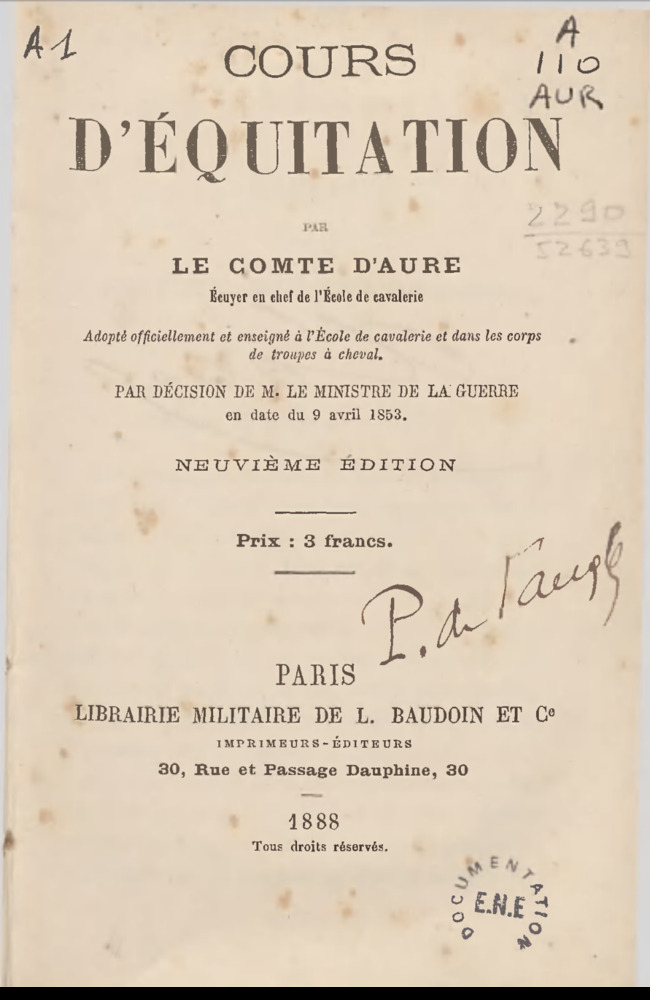 A1
A
110
AUR
COURS
D'ÉQUITATION
2290
52639
PAR
LE COMTE D'AURE
Écuyer en chef de l'École de cavalerie
Adopté officiellement et enseigné à l'École de cavalerie et dans les corps
de troupes à cheval.
PAR DÉCISION DE M. LE MINISTRE DE LA GUERRE
en date du 9 avril 1853.
NEUVIÈME ÉDITION
Prix : 3 francs.
P. de
PARIS
LIBRAIRIE MILITAIRE DE L. BAUDOIN ET Cᵉ
IMPRIMEURS-ÉDITEURS
30, Rue et Passage Dauphine, 30
1888
Tous droits réservés.
DOCUMENTATION
E.N.E